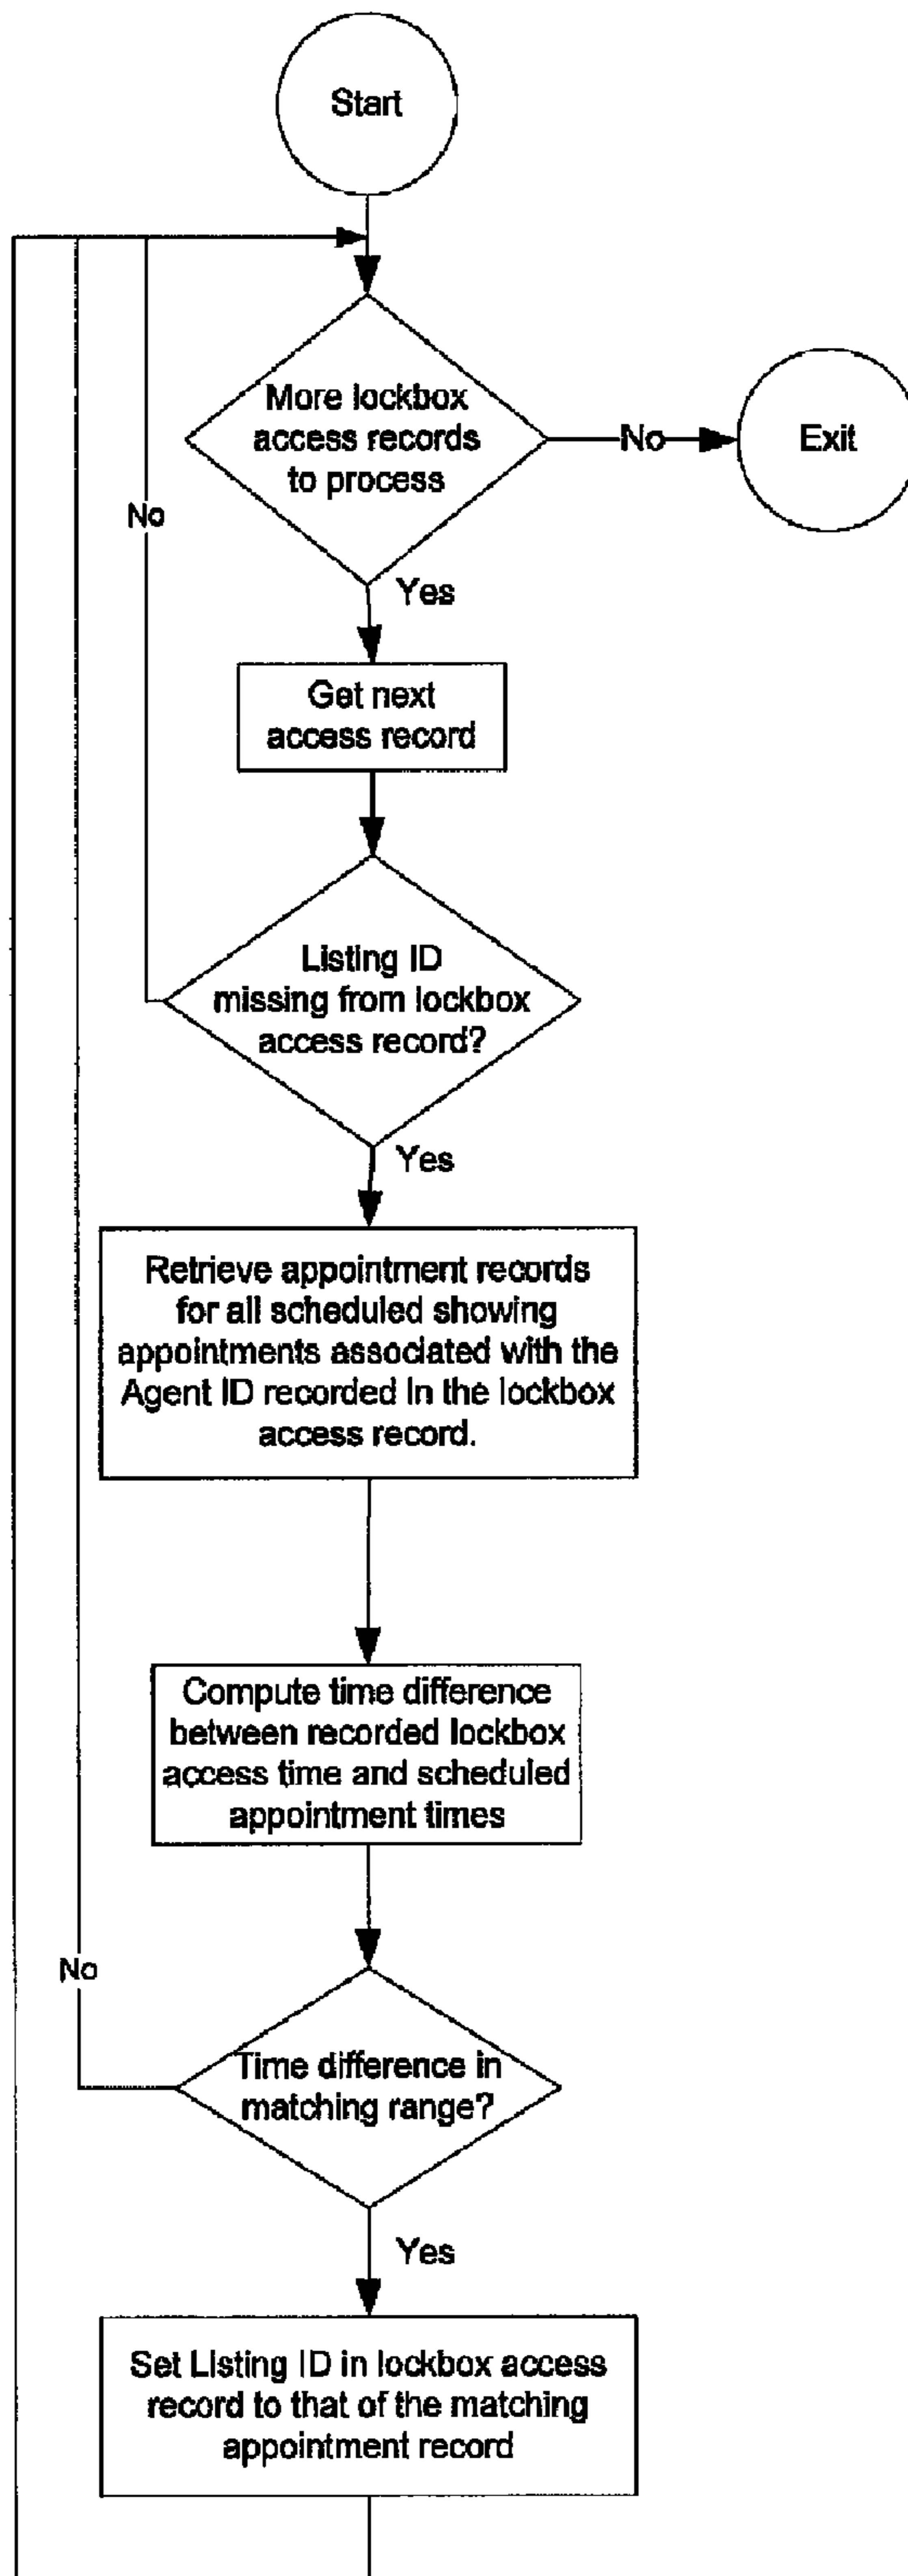 Start
More lockbox
access records
to process
No
Exit
No
Yes
Get next
access record
Listing ID
missing from lockbox
access record?
Yes
Retrieve appointment records
for all scheduled showing
appointments associated with the
Agent ID recorded in the lockbox
access record.
Compute time difference
between recorded lockbox
access time and scheduled
appointment times
No
Time difference in
matching range?
Yes
Set Listing ID in lockbox access
record to that of the matching
appointment record